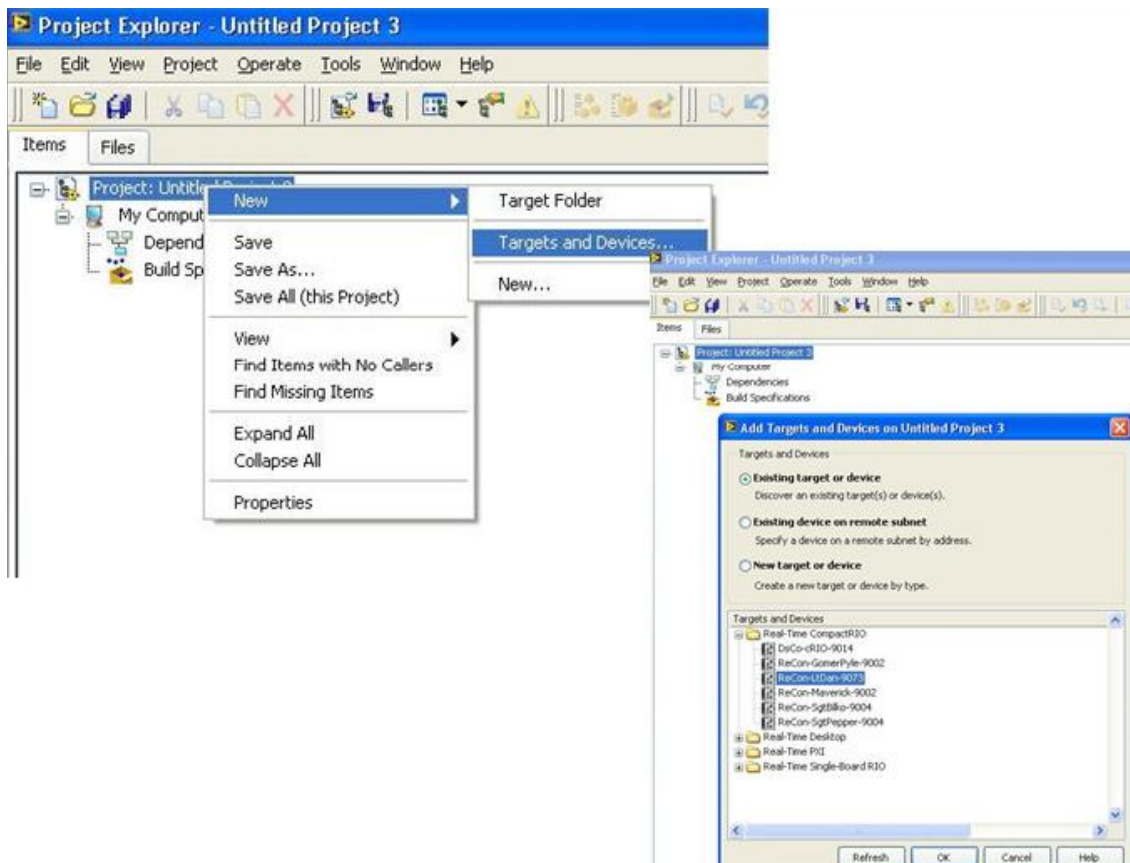 Project Explorer - Untitled Project 3
File Edit View Project Operate Tools Window Help
Items Files
Project: Untitled
My Comput
Depend
Build Sp
New
Save
Save As...
Save All (this Project)
View
Find Items with No Callers
Find Missing Items
Expand All
Collapse All
Properties
Target Folder
Targets and Devices...
New...
Project Explorer - Untitled Project 3
File Edit View Project Operate Tools Window Help
Items Files
Project: Untitled Project 3
My Computer
Dependencies
Build Specifications
Add Targets and Devices on Untitled Project 3
Targets and Devices
Existing target or device
Discover an existing target(s) or device(s).
Existing device on remote subnet
Specify a device on a remote subnet by address.
New target or device
Create a new target or device by type.
Targets and Devices
Real-Time CompactRIO
DsCo-cRIO-9014
ReCon-GomerPyle-9002
ReCon-LtDan-9073
ReCon-Maverick-9002
ReCon-SgtBilko-9004
ReCon-SgtPepper-9004
Real-Time Desktop
Real-Time PXI
Real-Time Single-Board RIO
Refresh OK Cancel Help